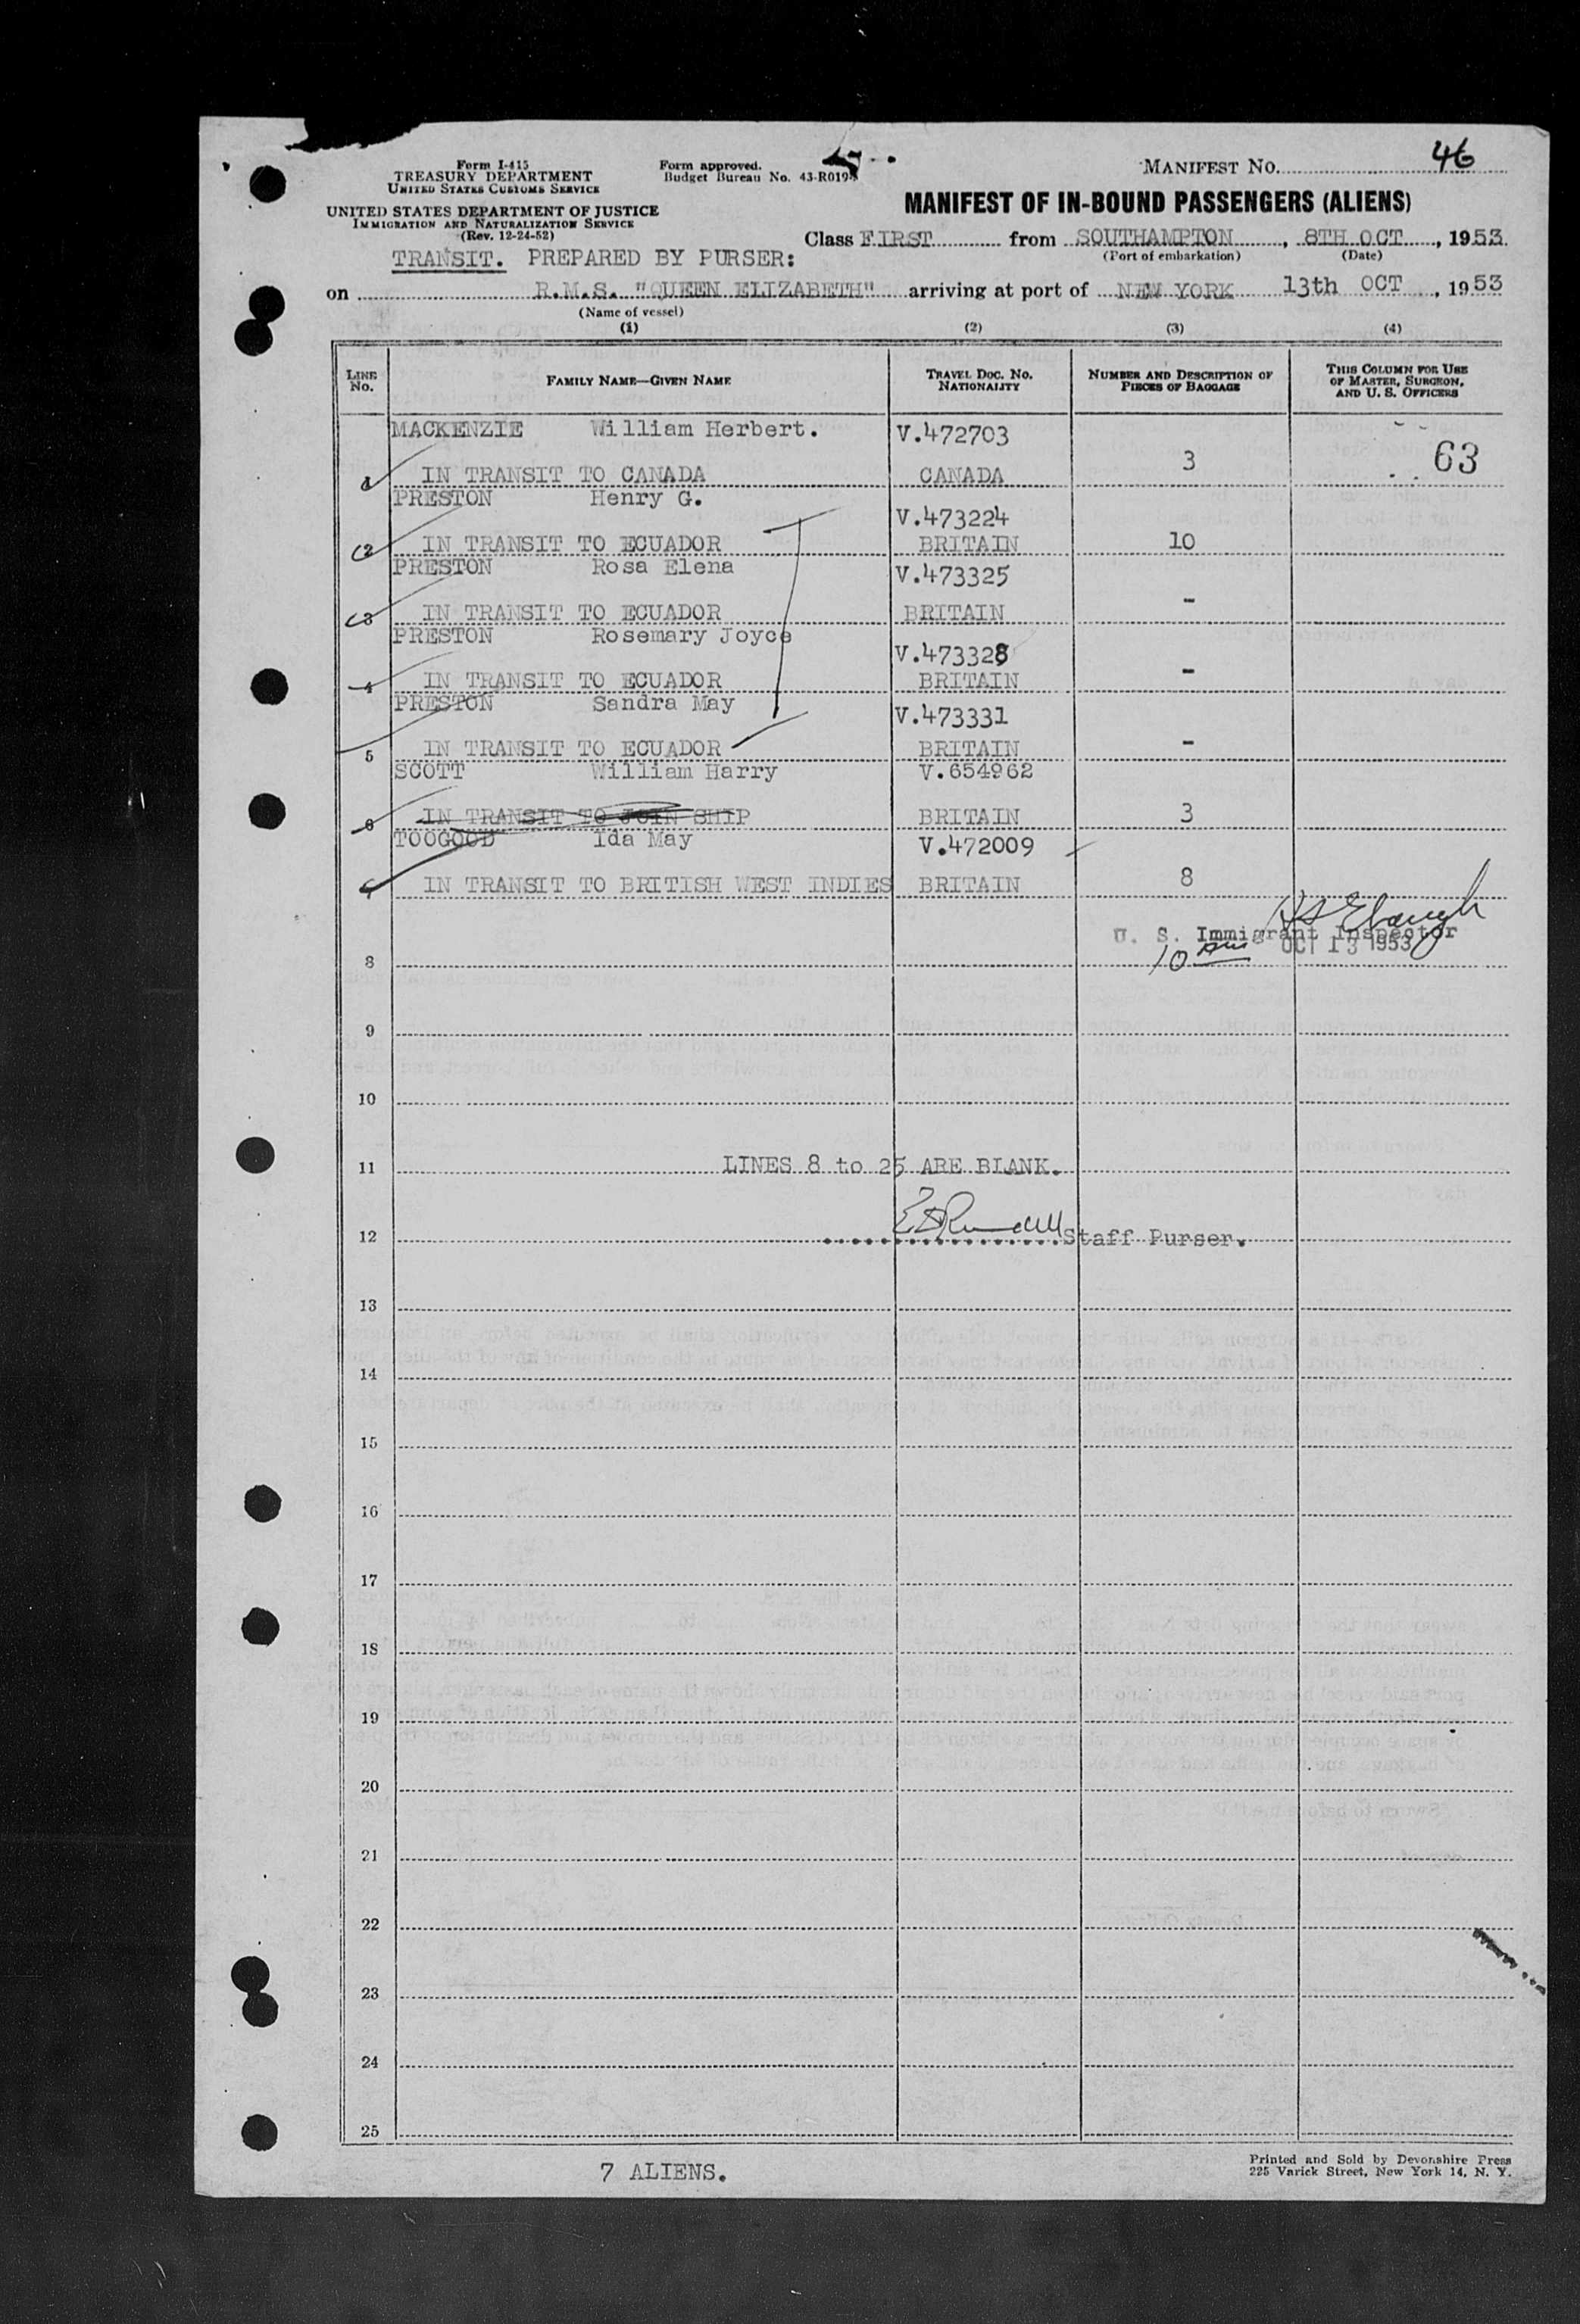 Form I-415
TREASURY DEPARTMENT
UNITED STATES CUSTOMS SERVICE
UNITED STATES DEPARTMENT OF JUSTICE
IMMIGRATION AND NATURALIZATION SERVICE
(Rev. 12-24-52)
Form approved.
Budget Bureau No. 43-R019
MANIFEST No. 46
MANIFEST OF IN-BOUND PASSENGERS (ALIENS)
Class FIRST from SOUTHAMPTON, 8TH OCT, 1953.
(Port of embarkation) (Date)
TRANSIT. PREPARED BY PURSER:
on R.M.S. "QUEEN ELIZABETH" arriving at port of NEW YORK 13th OCT, 1953
(Name of vessel)
(1) (2) (3) (4)
LINE No. FAMILY NAME—GIVEN NAME TRAVEL DOC. No. NATIONALITY NUMBER AND DESCRIPTION OF PIECES OF BAGGAGE THIS COLUMN FOR USE OF MASTER, SURGEON, AND U. S. OFFICERS
MACKENZIE William Herbert. V.472703
1 IN TRANSIT TO CANADA CANADA 3 63
PRESTON Henry G. V.473224
2 IN TRANSIT TO ECUADOR BRITAIN 10
PRESTON Rosa Elena V.473325
3 IN TRANSIT TO ECUADOR BRITAIN -
PRESTON Rosemary Joyce V.473328
4 IN TRANSIT TO ECUADOR BRITAIN -
PRESTON Sandra May V.473331
5 IN TRANSIT TO ECUADOR BRITAIN -
SCOTT William Harry V.654962
6 IN TRANSIT TO JOIN SHIP BRITAIN 3
TOOGOOD Ida May V.472009
7 IN TRANSIT TO BRITISH WEST INDIES BRITAIN 8
U. S. Immigrant Inspector
10 am OCT 13 1953
8
9
10
11 LINES 8 to 25 ARE BLANK.
12 Staff Purser.
13
14
15
16
17
18
19
20
21
22
23
24
25
7 ALIENS.
Printed and Sold by Devonshire Press
225 Varick Street, New York 14, N. Y.